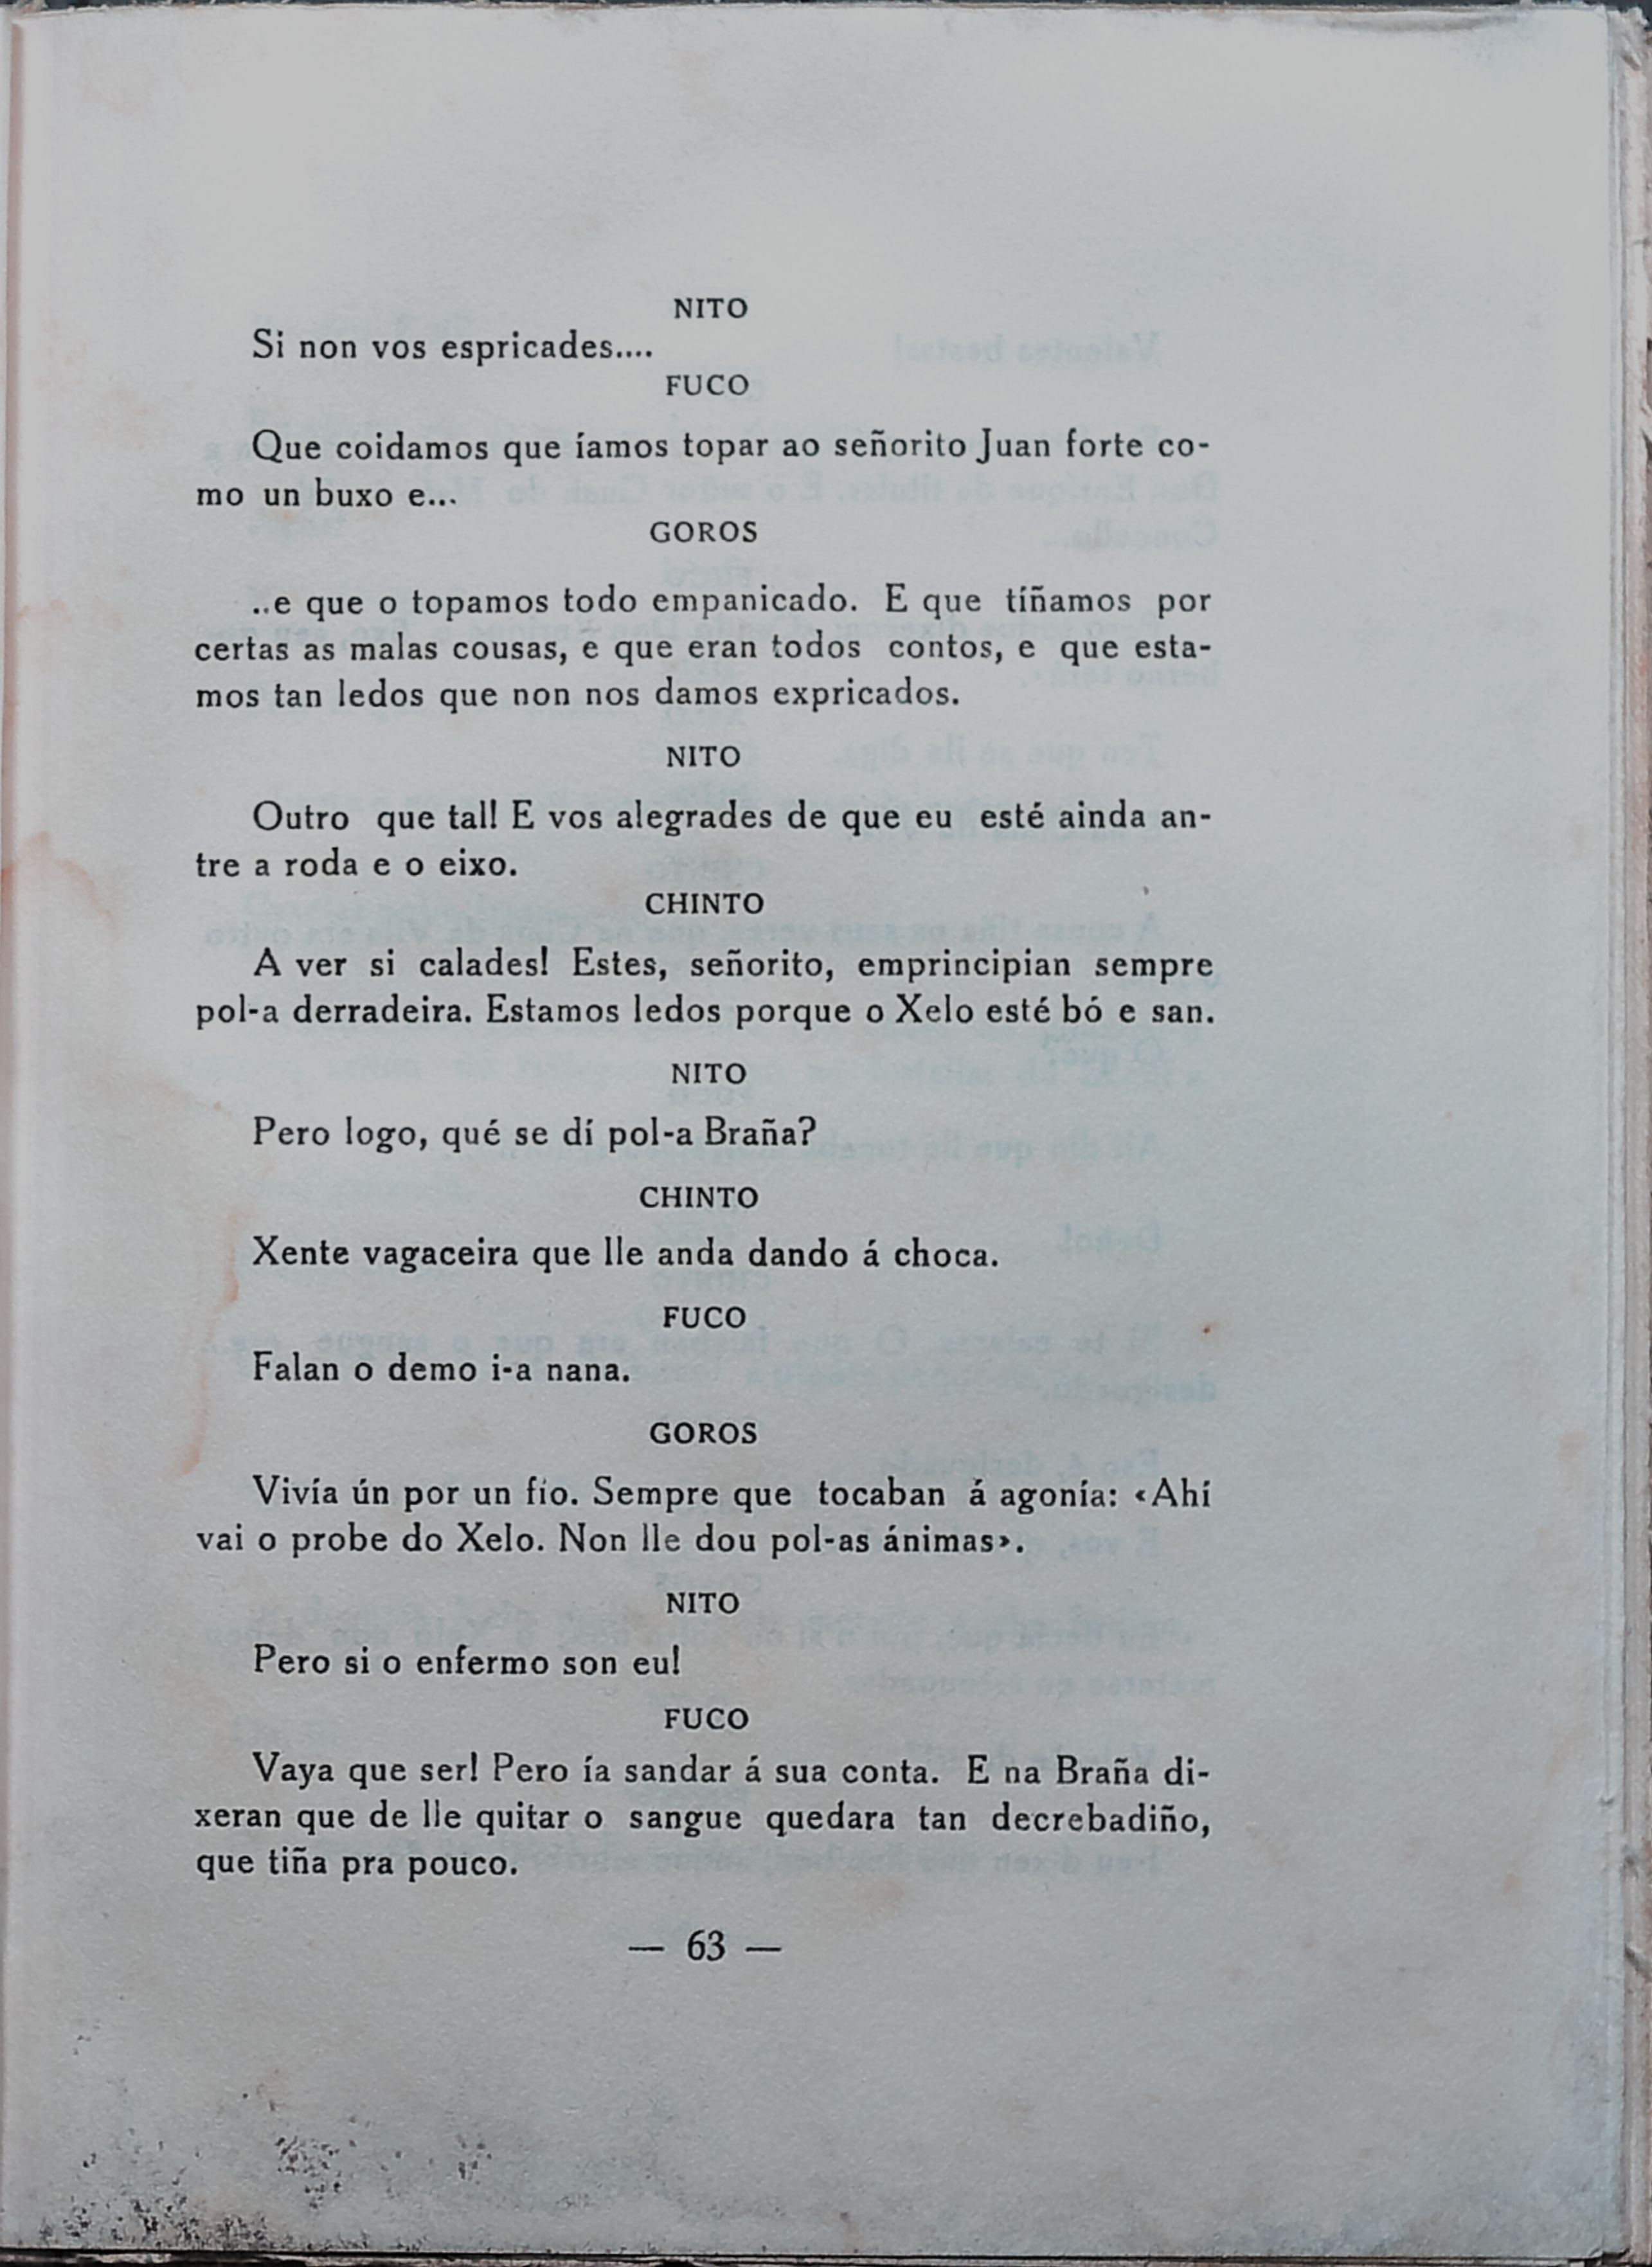 NITO
Si non vos espricades....
FUCO
Que coidamos que íamos topar ao señorito Juan forte co-
mo un buxo e...
GOROS
..e que o topamos todo empanicado. E que tíñamos por
certas as malas cousas, e que eran todos contos, e que esta-
mos tan ledos que non nos damos expricados.
NITO
Outro que tal! E vos alegrades de que eu esté ainda an-
tre a roda e o eixo.
CHINTO
A ver si calades! Estes, señorito, emprincipian sempre
pol-a derradeira. Estamos ledos porque o Xelo esté bó e san.
NITO
Pero logo, qué se dí pol-a Braña?
CHINTO
Xente vagaceira que lle anda dando á choca.
FUCO
Falan o demo i-a nana.
GOROS
Vivía ún por un fío. Sempre que tocaban á agonía: «Ahí
vai o probe do Xelo. Non lle dou pol-as ánimas».
NITO
Pero si o enfermo son eu!
FUCO
Vaya que ser! Pero ía sandar á sua conta. E na Braña di-
xeran que de lle quitar o sangue quedara tan decrebadiño,
que tiña pra pouco.
— 63 —